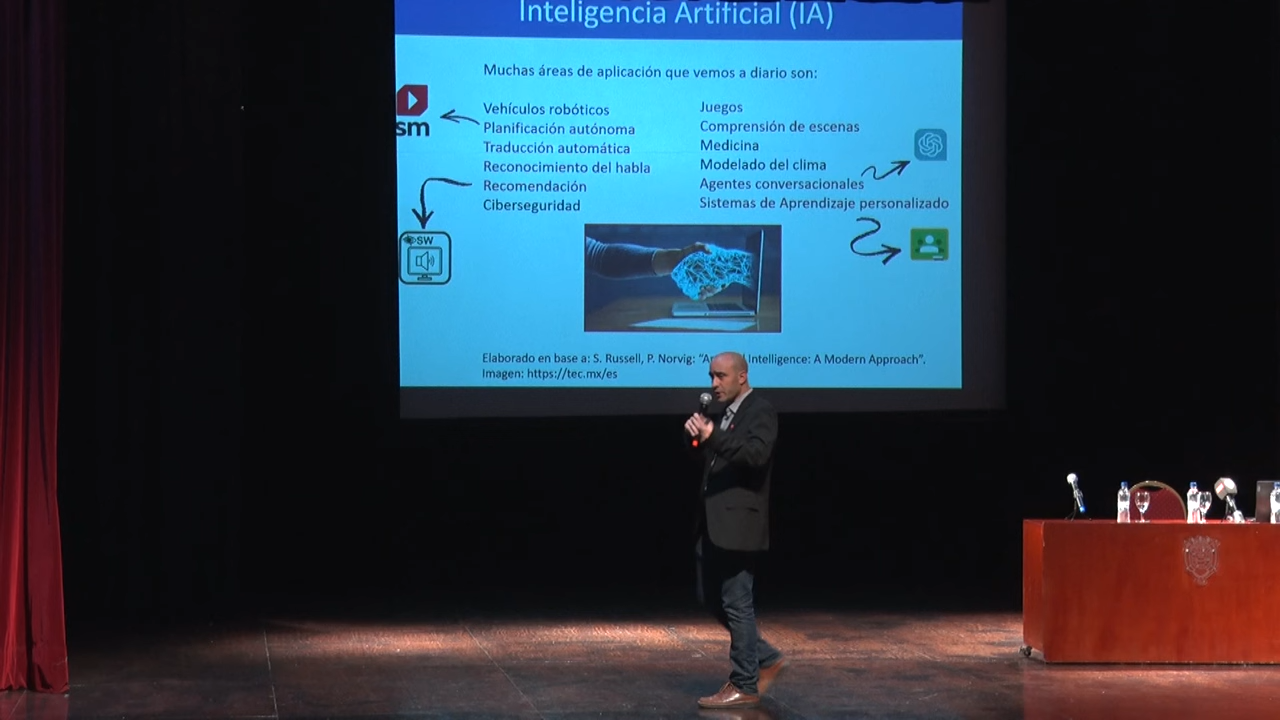 Inteligencia Artificial (IA)
Muchas áreas de aplicación que vemos a diario son:
Vehículos robóticos
Planificación autónoma
Traducción automática
Reconocimiento del habla
Recomendación
Ciberseguridad
Juegos
Comprensión de escenas
Medicina
Modelado del clima
Agentes conversacionales
Sistemas de Aprendizaje personalizado
sm
SW
Elaborado en base a: S. Russell, P. Norvig: “ Intelligence: A Modern Approach”.
Imagen: https://tec.mx/es